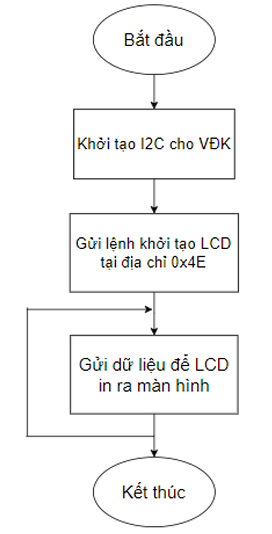 Bắt đầu
Khởi tạo I2C cho VĐK
Gửi lệnh khởi tạo LCD
tại địa chỉ 0x4E
Gửi dữ liệu để LCD
in ra màn hình
Kết thúc